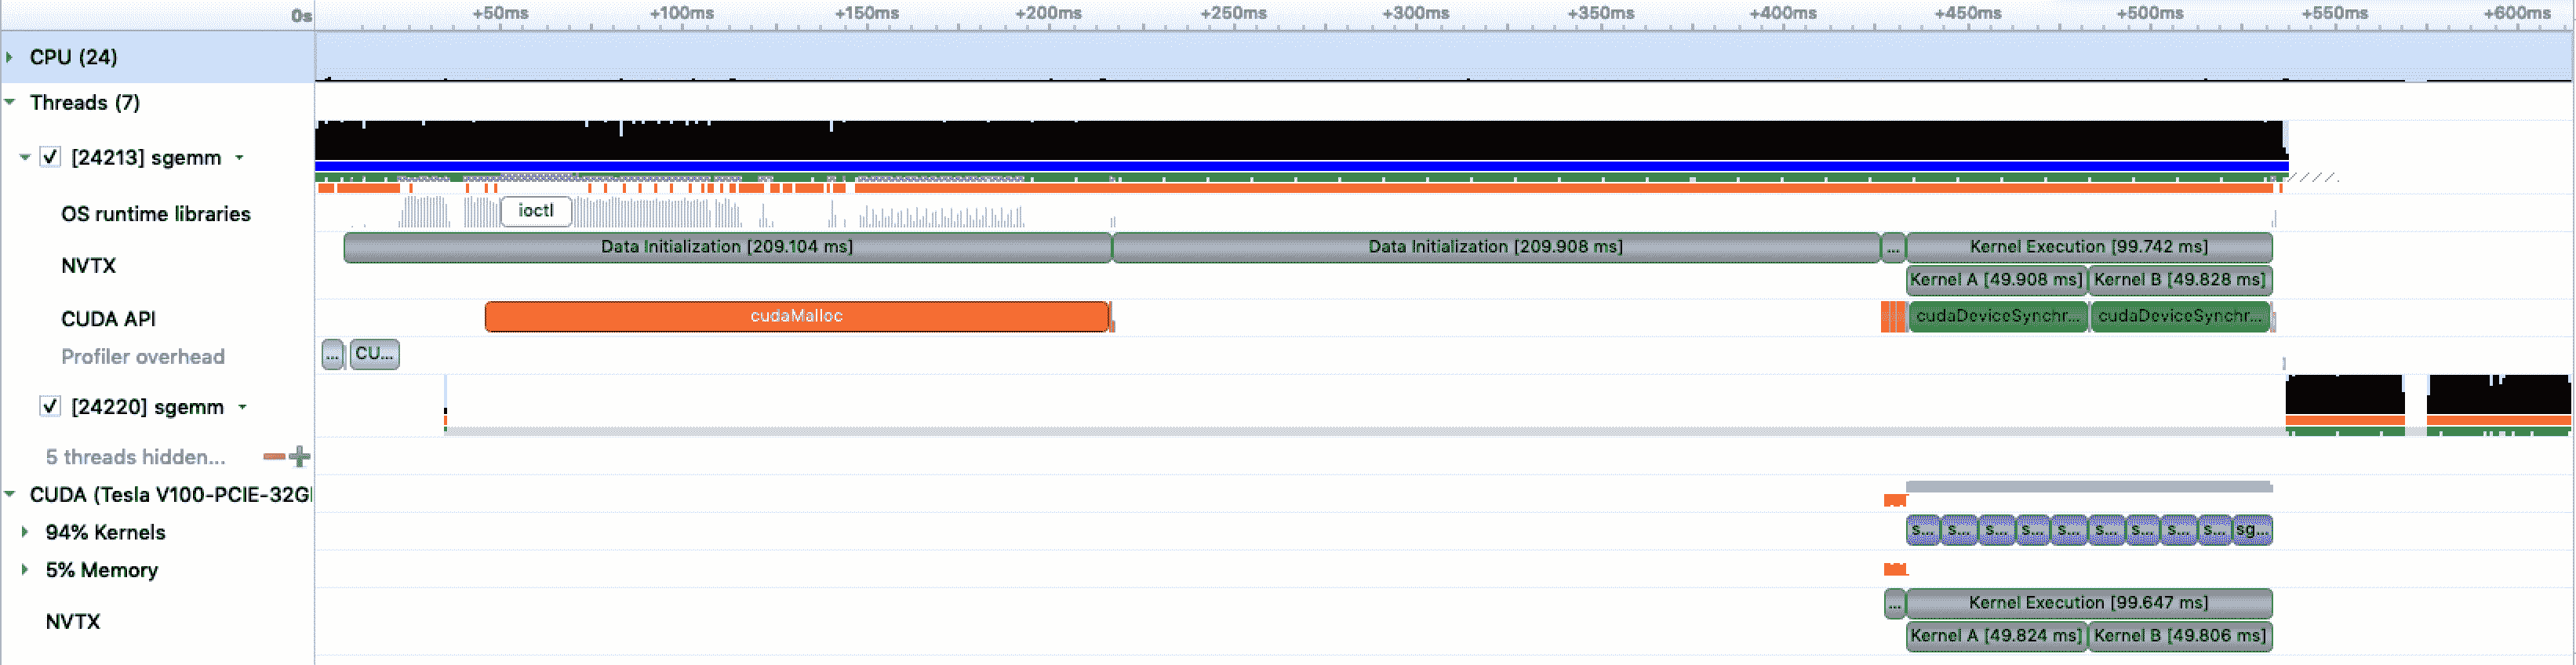 0s +50ms +100ms +150ms +200ms +250ms +300ms +350ms +400ms +450ms +500ms +550ms +600ms
CPU (24)
Threads (7)
[24213] sgemm
OS runtime libraries ioctl
Data Initialization [209.104 ms] Data Initialization [209.908 ms] ... Kernel Execution [99.742 ms]
NVTX
Kernel A [49.908 ms] Kernel B [49.828 ms]
CUDA API cudaMalloc cudaDeviceSynchr... cudaDeviceSynchr...
Profiler overhead ... CU...
[24220] sgemm
5 threads hidden...
CUDA (Tesla V100-PCIE-32G
94% Kernels s... s... s... s... s... s... s... s... s... sg...
5% Memory
... Kernel Execution [99.647 ms]
NVTX
Kernel A [49.824 ms] Kernel B [49.806 ms]